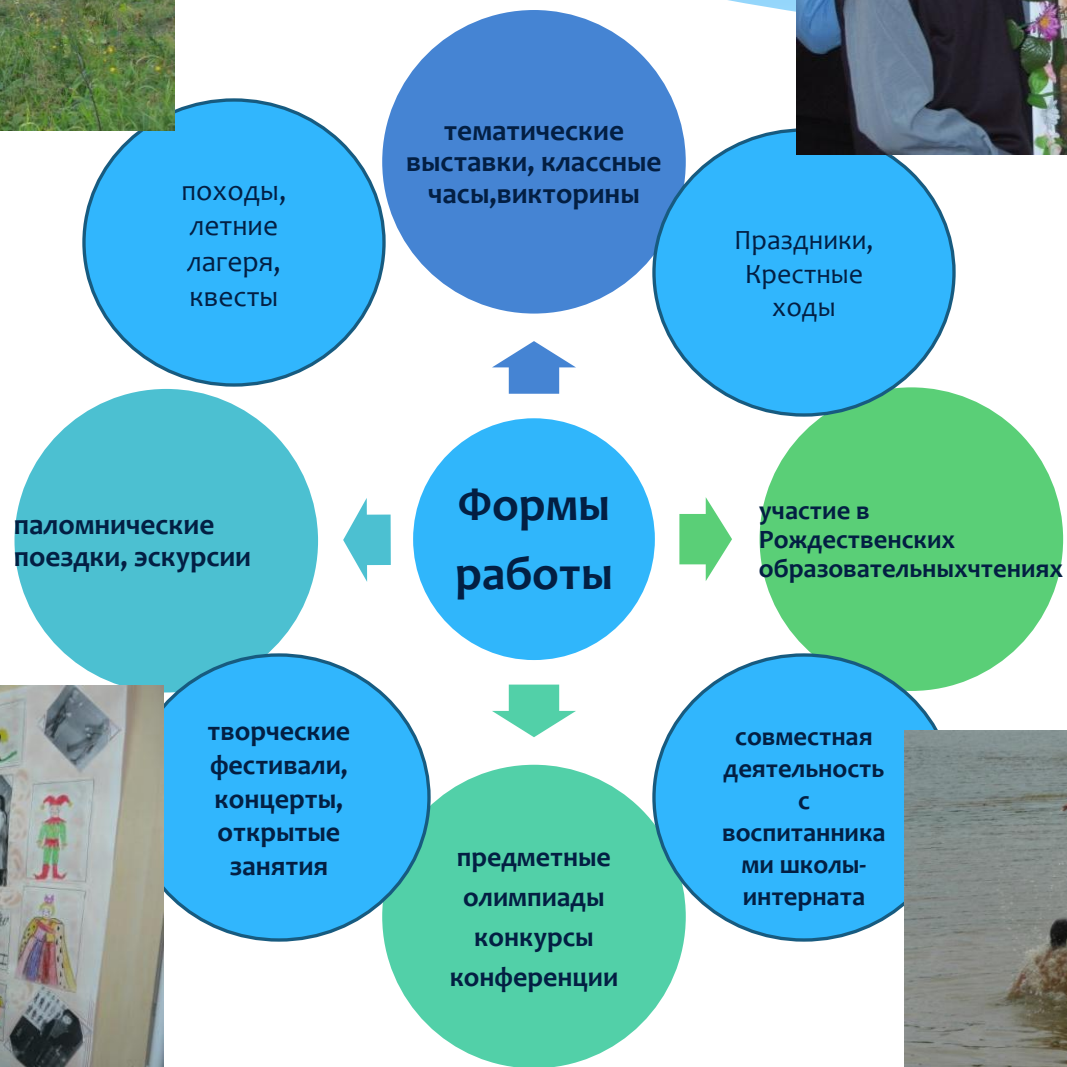 тематические
выставки, классные
часы,викторины
походы,
летние
лагеря,
квесты
Праздники,
Крестные
ходы
паломнические
поездки, эскурсии
Формы
работы
участие в
Рождественских
образовательныхчтениях
творческие
фестивали,
концерты,
открытые
занятия
предметные
олимпиады
конкурсы
конференции
совместная
деятельность
с
воспитанника
ми школы-
интерната